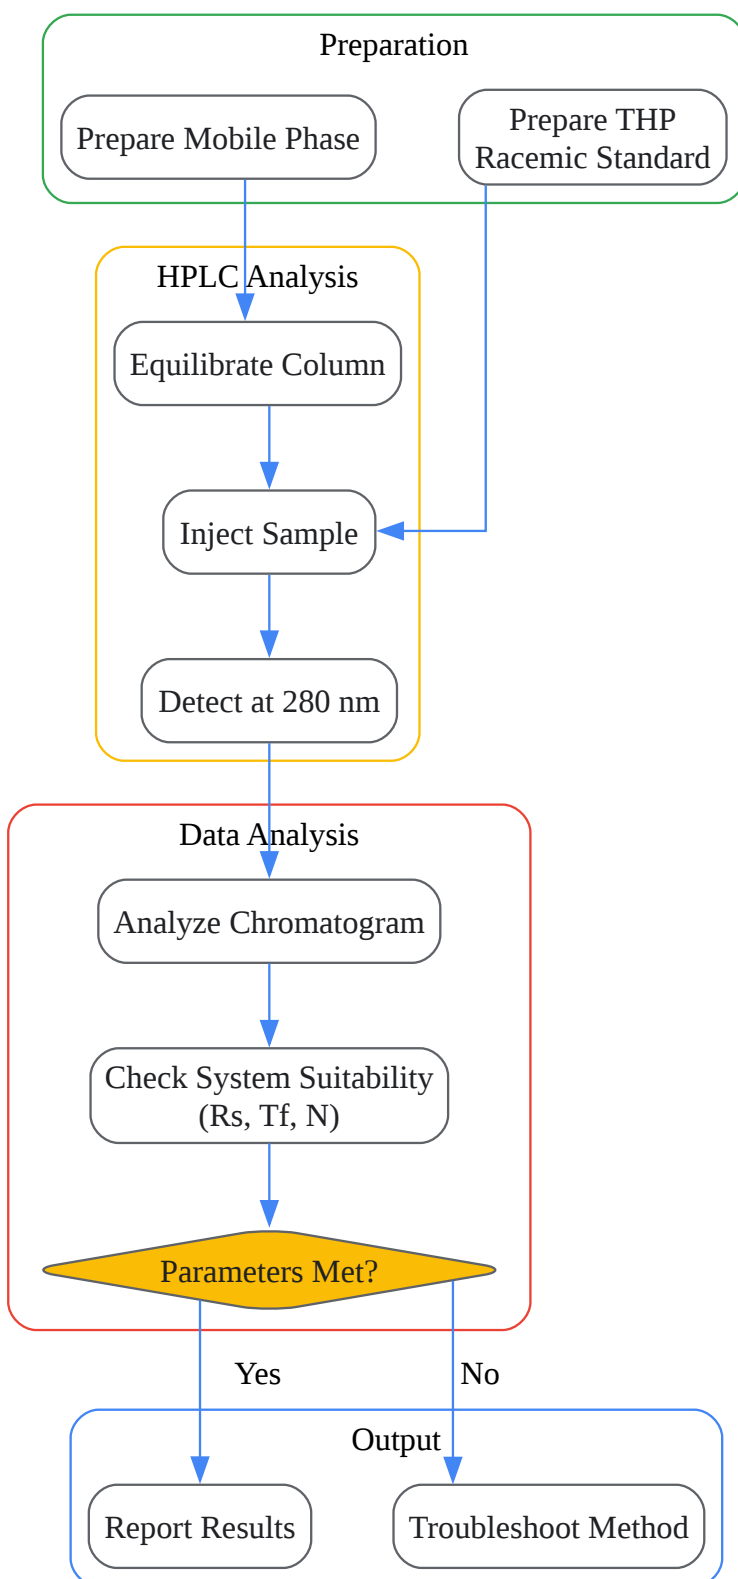 Preparation
Prepare Mobile Phase
Prepare THP
Racemic Standard
HPLC Analysis
Equilibrate Column
Inject Sample
Detect at 280 nm
Data Analysis
Analyze Chromatogram
Check System Suitability
(Rs, Tf, N)
Parameters Met?
Yes
No
Output
Report Results
Troubleshoot Method